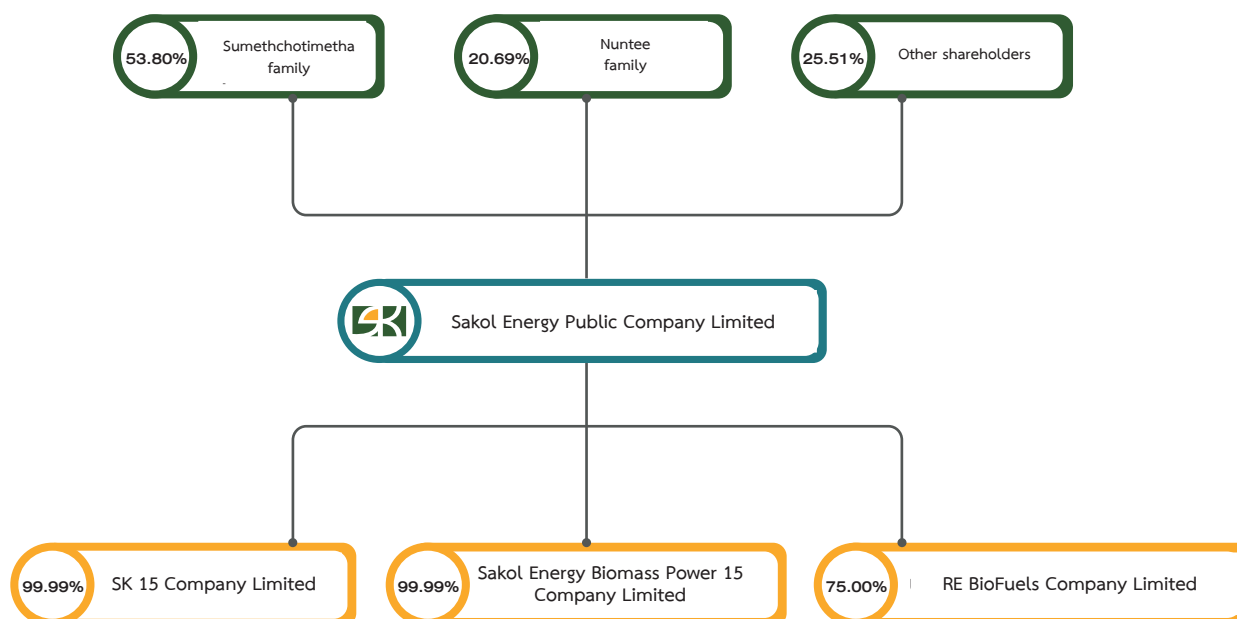 53.80%
Sumethchotimetha
family
20.69%
Nuntee
family
25.51%
Other shareholders
SK
Sakol Energy Public Company Limited
99.99%
SK 15 Company Limited
99.99%
Sakol Energy Biomass Power 15
Company Limited
75.00%
RE BioFuels Company Limited